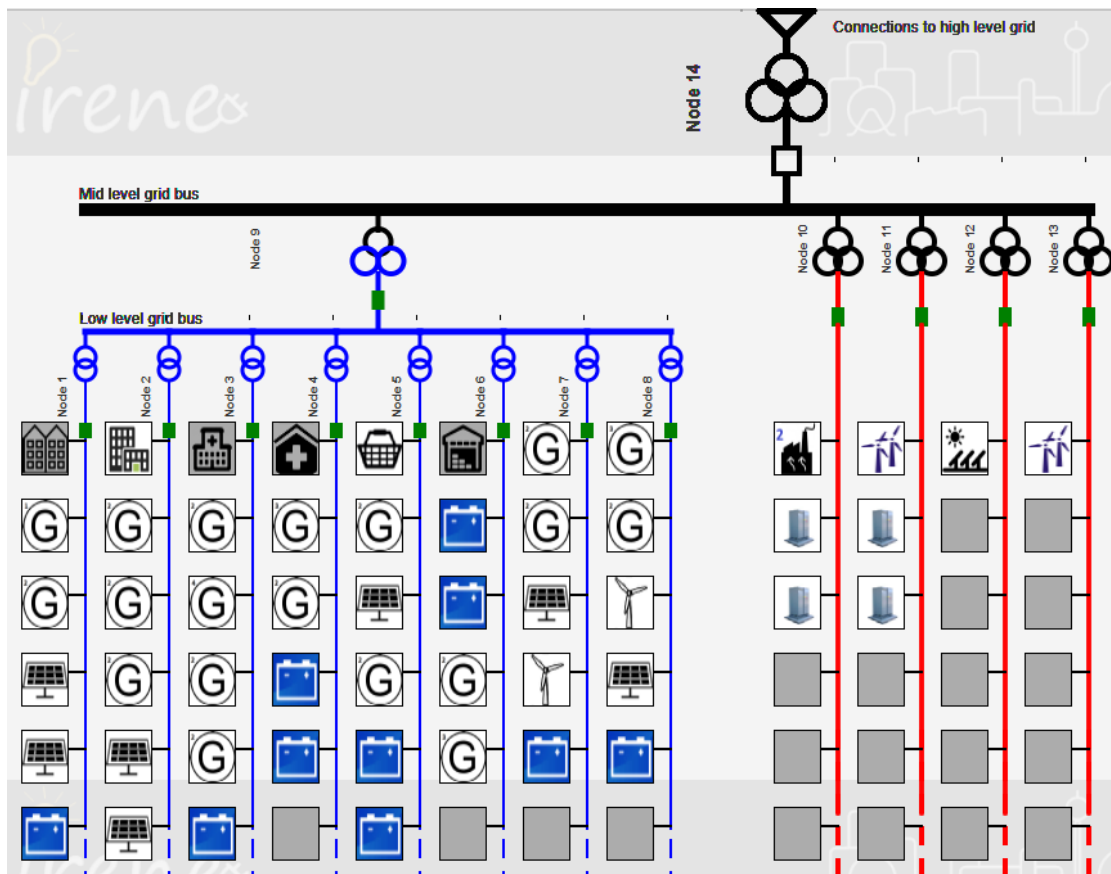 Connections to high level grid
irene
Node 14
Mid level grid bus
Node 9
Node 10
Node 11
Node 12
Node 13
Low level grid bus
Node 1
Node 2
Node 3
Node 4
Node 5
Node 6
Node 7
Node 8
2
G G
G G G G G G G
G G G G
G G G G
G G